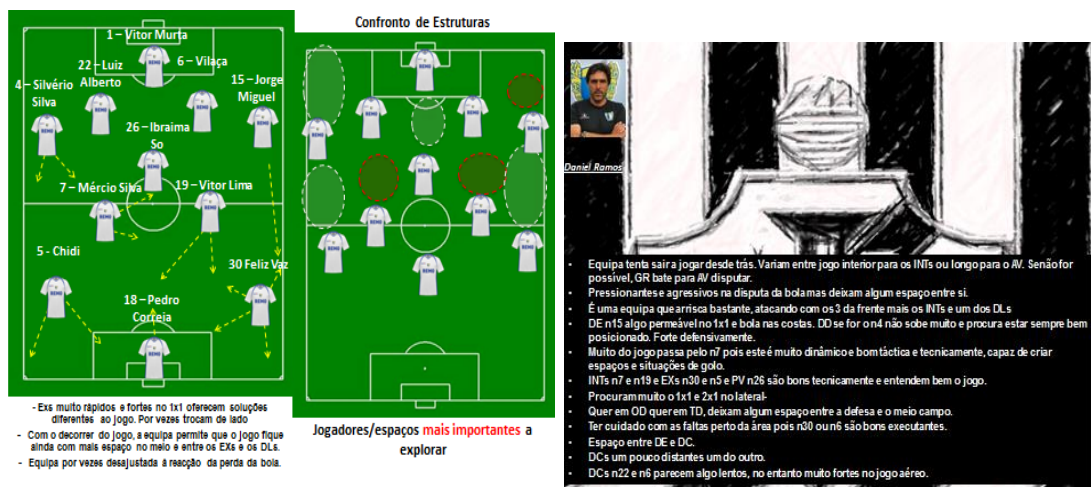 1 – Vitor Murta
6 – Vilaça
22 – Luiz
Alberto
15 – Jorge
Miguel
4 – Silvério
Silva
26 – Ibraima
So
7 – Mércio Silva
19 – Vitor Lima
5 - Chidi
30 Feliz Vaz
18 – Pedro
Correia
- Exs muito rápidos e fortes no 1x1 oferecem soluções
diferentes ao jogo. Por vezes trocam de lado
- Com o decorrer do jogo, a equipa permite que o jogo fique
ainda com mais espaço no meio e entre os EXs e os DLs.
- Equipa por vezes desajustada à reacção da perda da bola.
Confronto de Estruturas
Jogadores/espaços mais importantes a
explorar
Daniel Ramos
• Equipa tenta sair a jogar desde trás. Variam entre jogo interior para os INTs ou longo para o AV. Senão for
possivel, GR bate para AV disputar.
• Pressionantes e agressivos na disputa da bola mas deixam algum espaço entre si.
• É uma equipa que arrisca bastante, atacando com os 3 da frente mais os INTs e um dos DLs
• DE n15 algo permeável no 1x1 e bola nas costas. DD se for o n4 não sobe muito e procura estar sempre bem
posicionado. Forte defensivamente.
• Muito do jogo passa pelo n7 pois este é muito dinâmico e bom táctica e tecnicamente, capaz de criar
espaços e situações de golo.
• INTs n7 e n19 e EXs n30 e n5 e PV n26 são bons tecnicamente e entendem bem o jogo.
• Procuram muito o 1x1 e 2x1 no lateral-
• Quer em OD quer em TD, deixam algum espaço entre a defesa e o meio campo.
• Ter cuidado com as faltas perto da área pois n30 ou n6 são bons executantes.
• Espaço entre DE e DC.
• DCs um pouco distantes um do outro.
• DCs n22 e n6 parecem algo lentos, no entanto muito fortes no jogo aéreo.